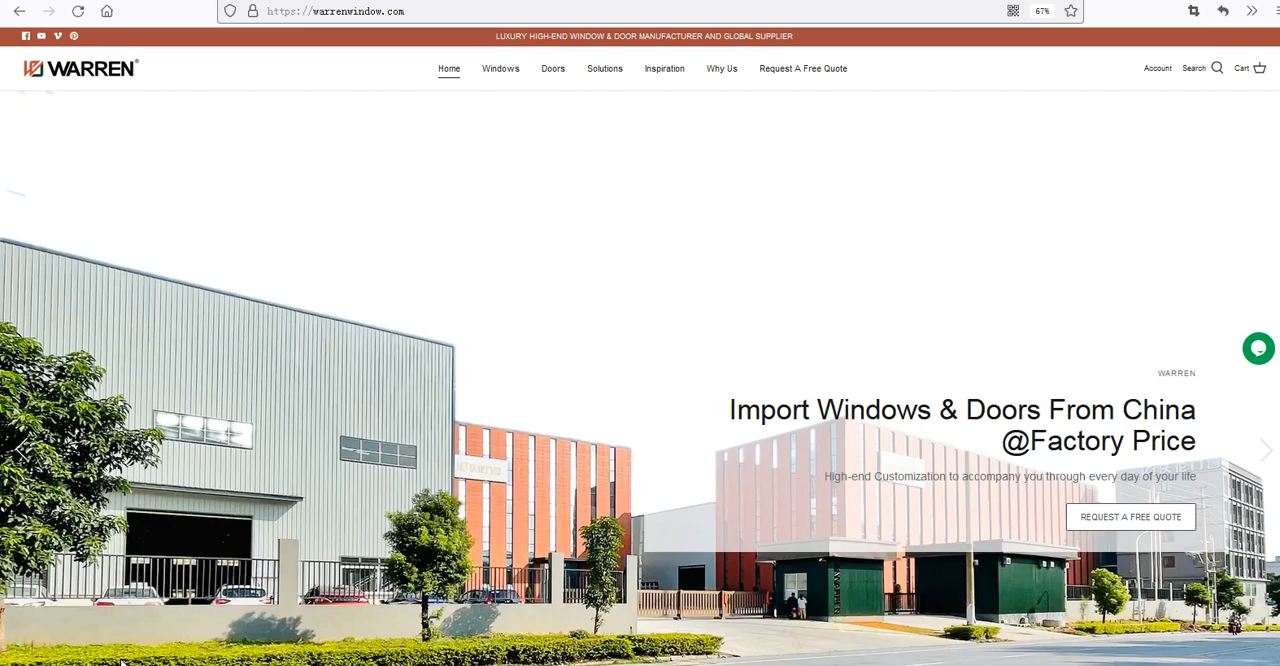 https://warrenwindow.com
67%
LUXURY HIGH-END WINDOW & DOOR MANUFACTURER AND GLOBAL SUPPLIER
WARREN®
Home Windows Doors Solutions Inspiration Why Us Request A Free Quote
Account Search Cart
WARREN
Import Windows & Doors From China
@Factory Price
High-end Customization to accompany you through every day of your life
REQUEST A FREE QUOTE
WARREN
WARREN